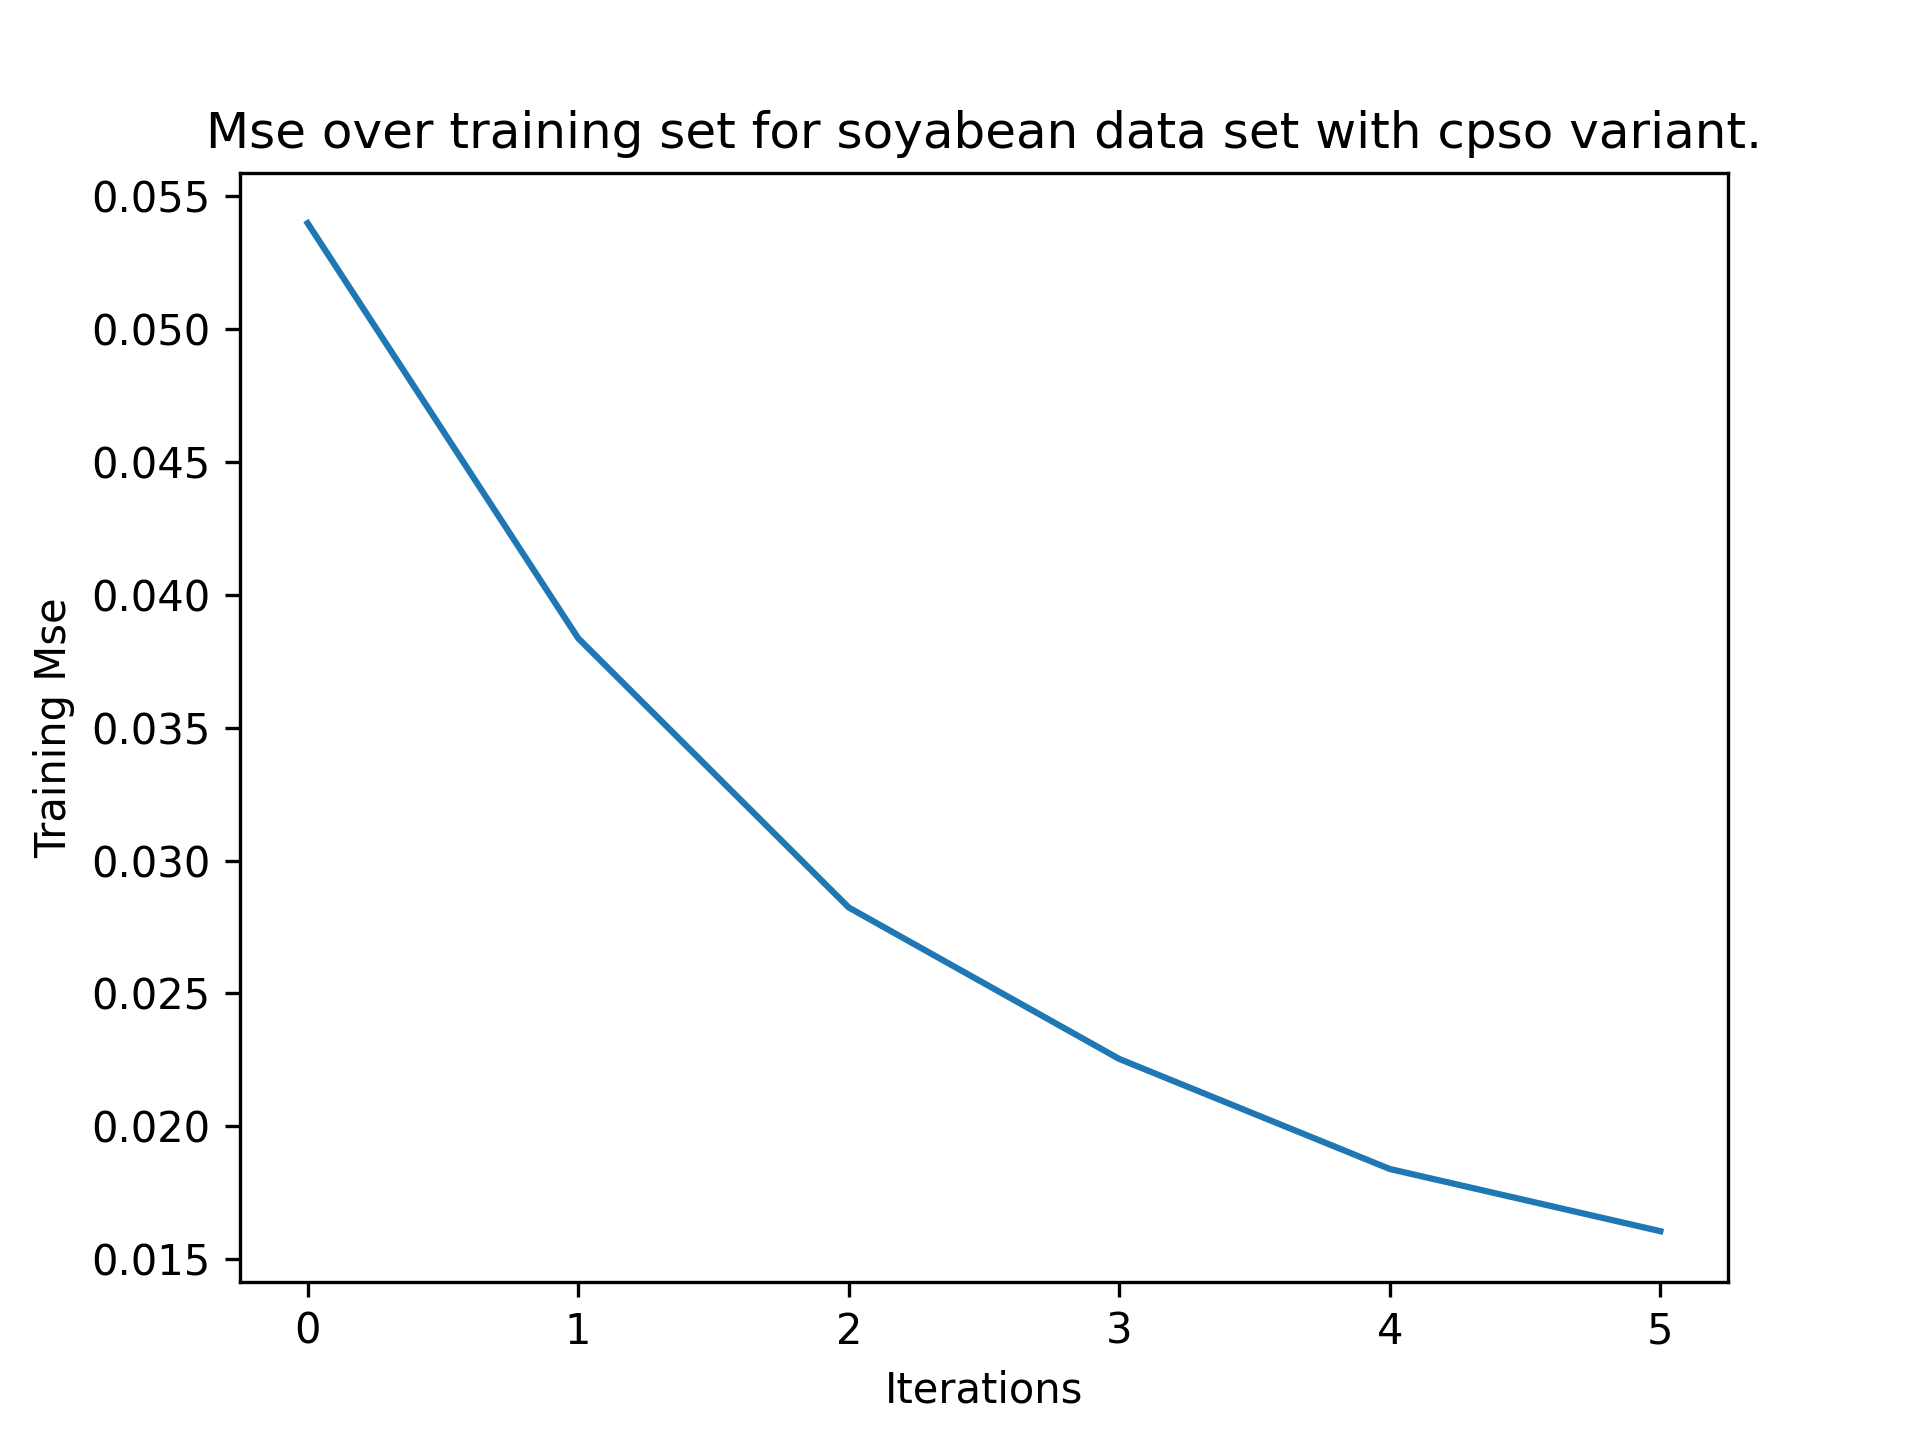 Mse over training set for soyabean data set with cpso variant.
0.055
0.050
0.045
0.040
0.035
0.030
0.025
0.020
0.015
Training Mse
0 1 2 3 4 5
Iterations